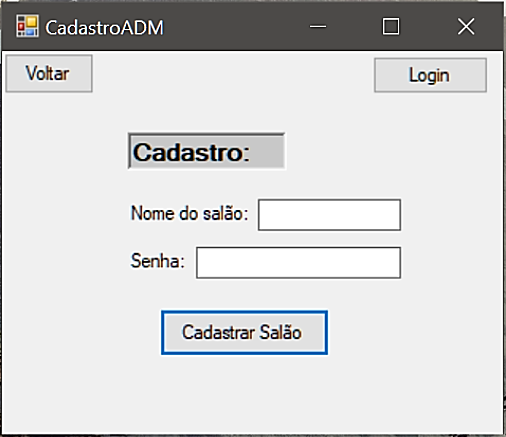 CadastroADM
Voltar
Login
Cadastro:
Nome do salão:
Senha:
Cadastrar Salão